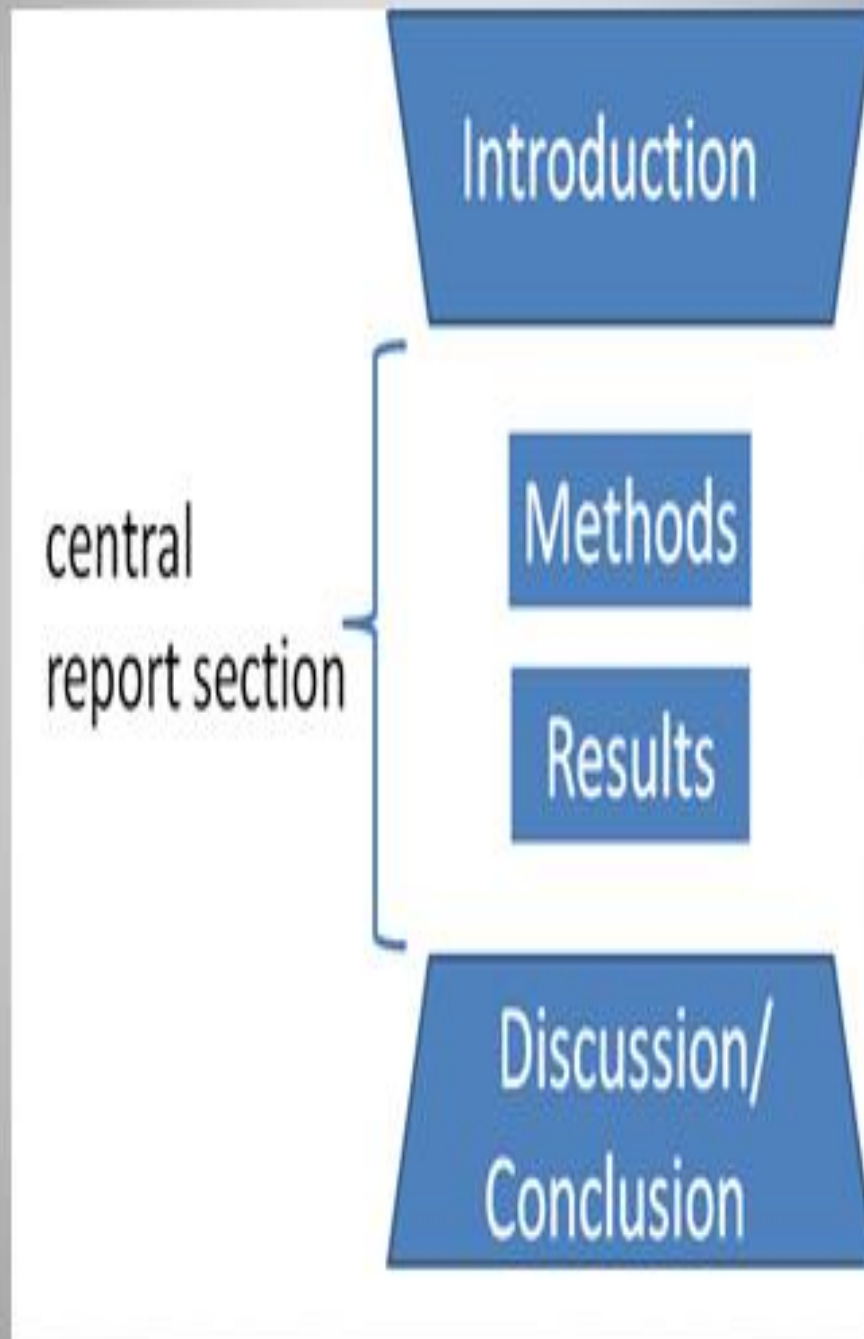 Introduction
central
report section
Methods
Results
Discussion/
Conclusion